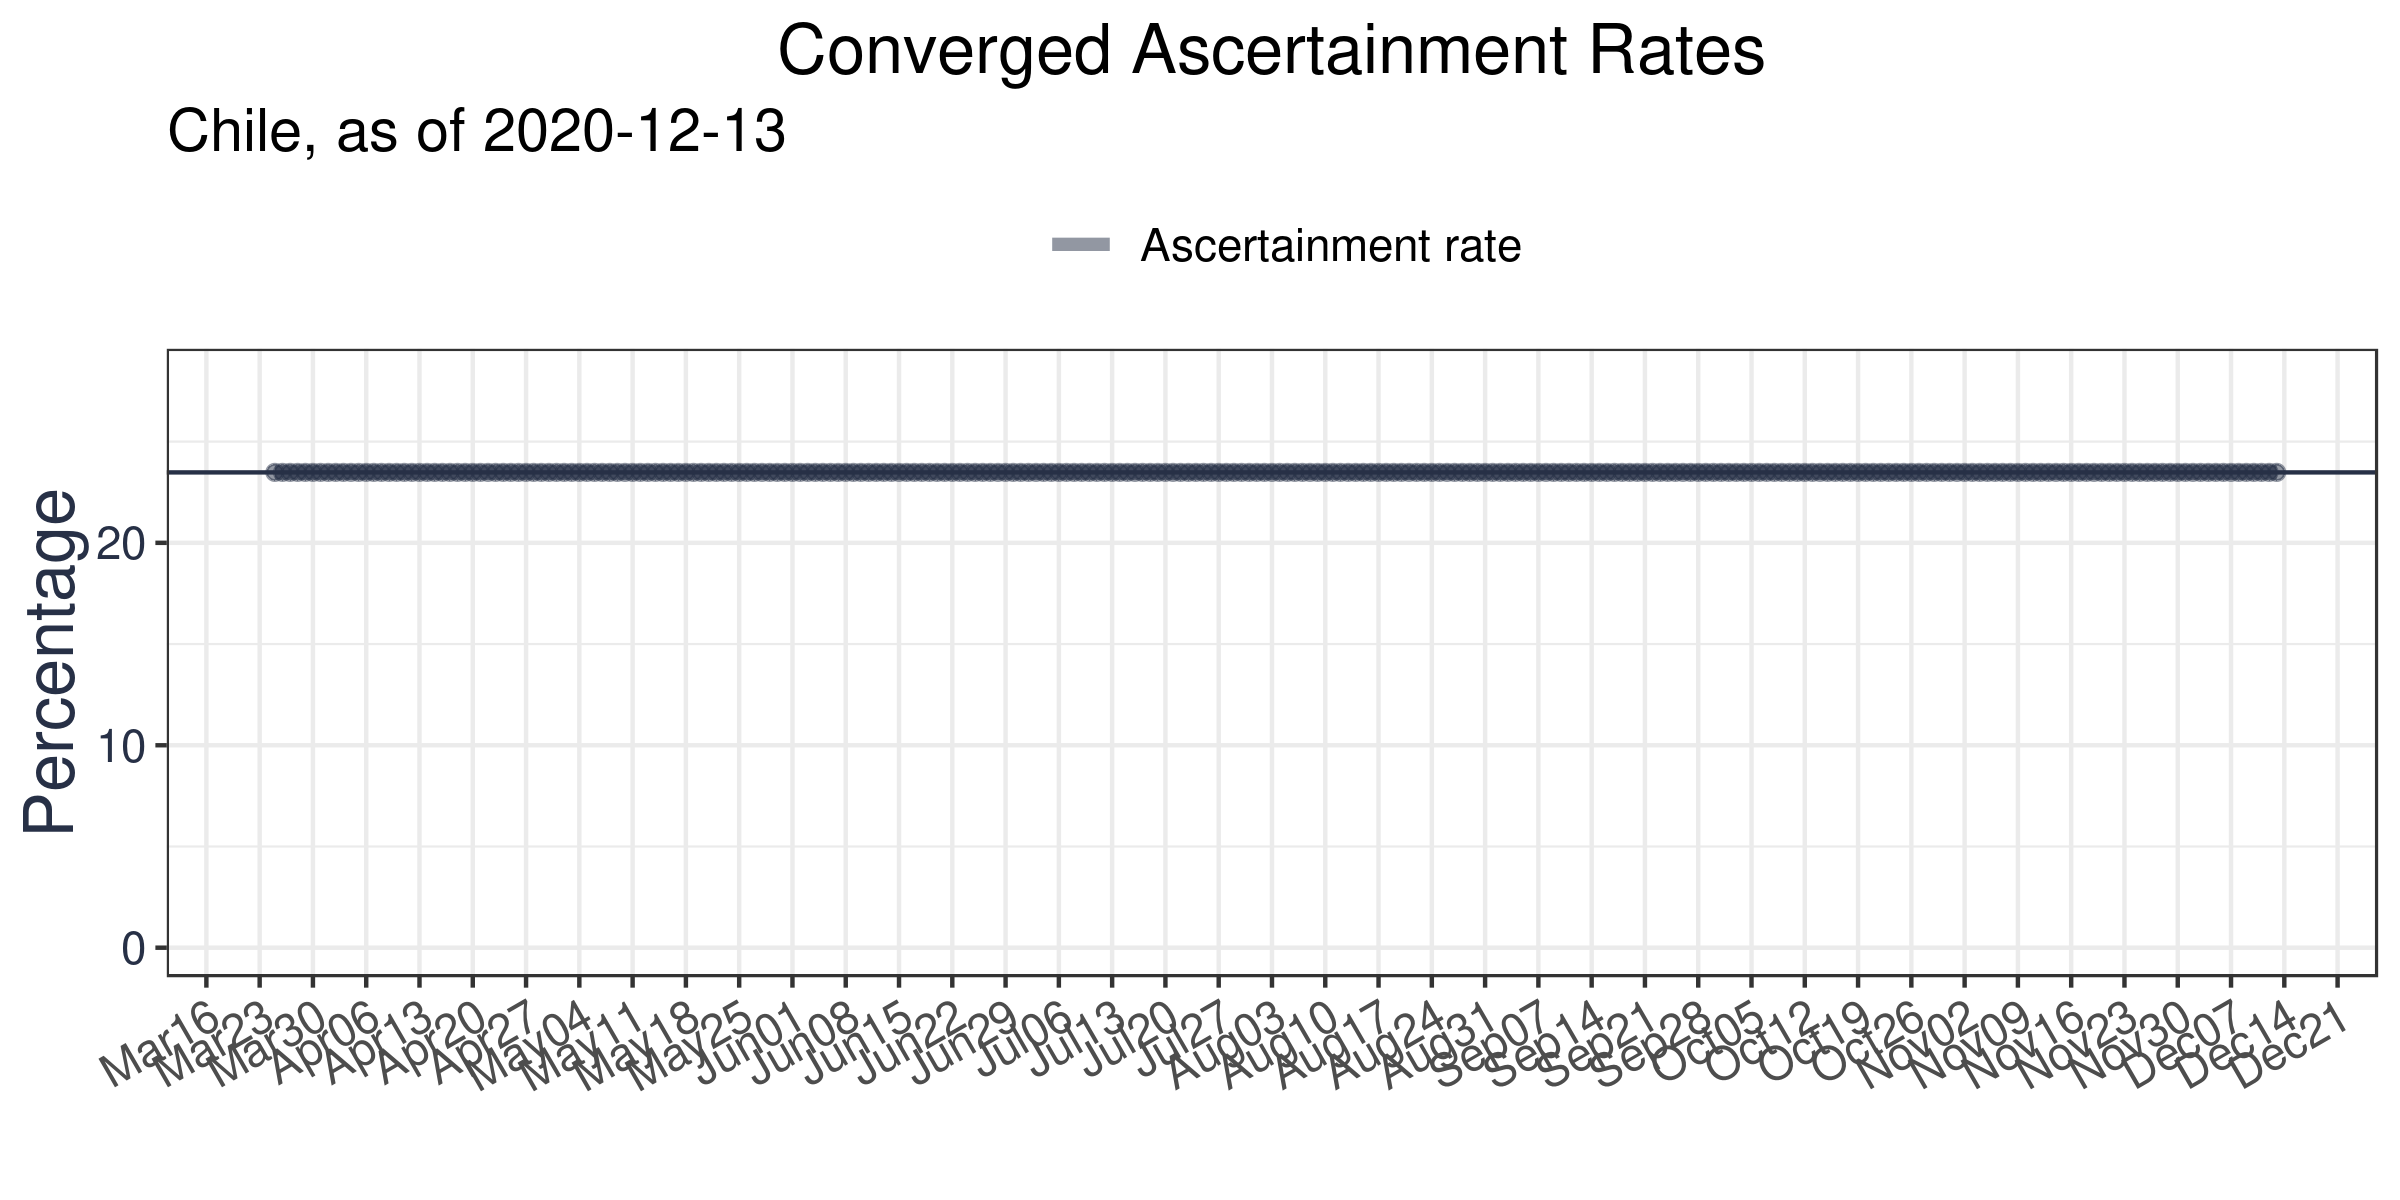 Converged Ascertainment Rates
Chile, as of 2020-12-13
Ascertainment rate
Percentage
20
10
0
Mar16
Mar23
Mar30
Apr06
Apr13
Apr20
Apr27
May04
May11
May18
May25
Jun01
Jun08
Jun15
Jun22
Jun29
Jul06
Jul13
Jul20
Jul27
Aug03
Aug10
Aug17
Aug24
Aug31
Sep07
Sep14
Sep21
Sep28
Oct05
Oct12
Oct19
Oct26
Nov02
Nov09
Nov16
Nov23
Nov30
Dec07
Dec14
Dec21